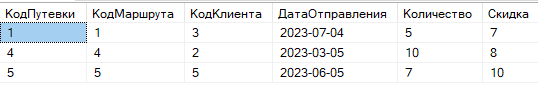 КодПутевки КодМаршрута КодКлиента ДатаОтправления Количество Скидка
1 1 3 2023-07-04 5 7
4 4 2 2023-03-05 10 8
5 5 5 2023-06-05 7 10